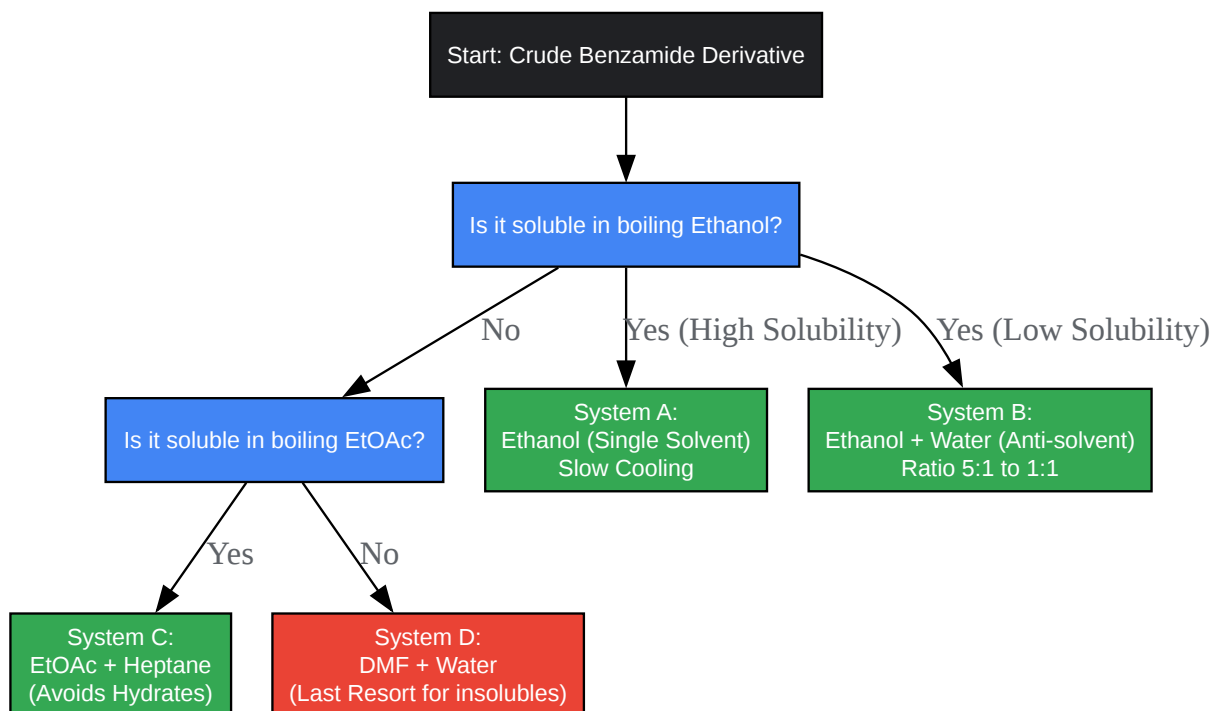 Start: Crude Benzamide Derivative
Is it soluble in boiling Ethanol?
No
Yes (High Solubility)
Yes (Low Solubility)
Is it soluble in boiling EtOAc?
System A:
Ethanol (Single Solvent)
Slow Cooling
System B:
Ethanol + Water (Anti-solvent)
Ratio 5:1 to 1:1
Yes
No
System C:
EtOAc + Heptane
(Avoids Hydrates)
System D:
DMF + Water
(Last Resort for insolubles)